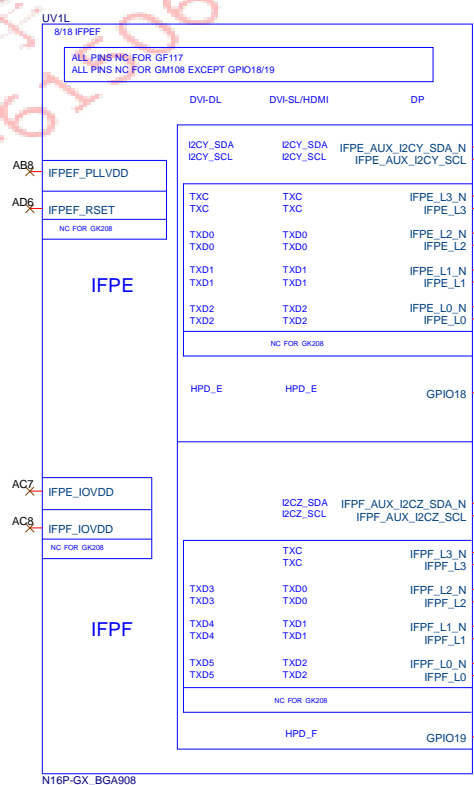 UV1L
8/18 IFPEF
ALL PINS NC FOR GF117
ALL PINS NC FOR GM108 EXCEPT GPIO18/19
DVI-DL DVI-SL/HDMI DP
I2CY_SDA I2CY_SDA IFPE_AUX_I2CY_SDA_N
I2CY_SCL I2CY_SCL IFPE_AUX_I2CY_SCL
AB8 IFPEF_PLLVDD
TXC TXC IFPE_L3_N
AD6 IFPEF_RSET TXC TXC IFPE_L3
NC FOR GK208
TXD0 TXD0 IFPE_L2_N
TXD0 TXD0 IFPE_L2
TXD1 TXD1 IFPE_L1_N
TXD1 TXD1 IFPE_L1
IFPE
TXD2 TXD2 IFPE_L0_N
TXD2 TXD2 IFPE_L0
NC FOR GK208
HPD_E HPD_E GPIO18
AC7 IFPE_IOVDD
I2CZ_SDA IFPF_AUX_I2CZ_SDA_N
I2CZ_SCL IFPF_AUX_I2CZ_SCL
AC8 IFPF_IOVDD
NC FOR GK208
TXC IFPF_L3_N
TXC IFPF_L3
TXD3 TXD0 IFPF_L2_N
TXD3 TXD0 IFPF_L2
IFPF
TXD4 TXD1 IFPF_L1_N
TXD4 TXD1 IFPF_L1
TXD5 TXD2 IFPF_L0_N
TXD5 TXD2 IFPF_L0
NC FOR GK208
HPD_F GPIO19
N16P-GX_BGA908